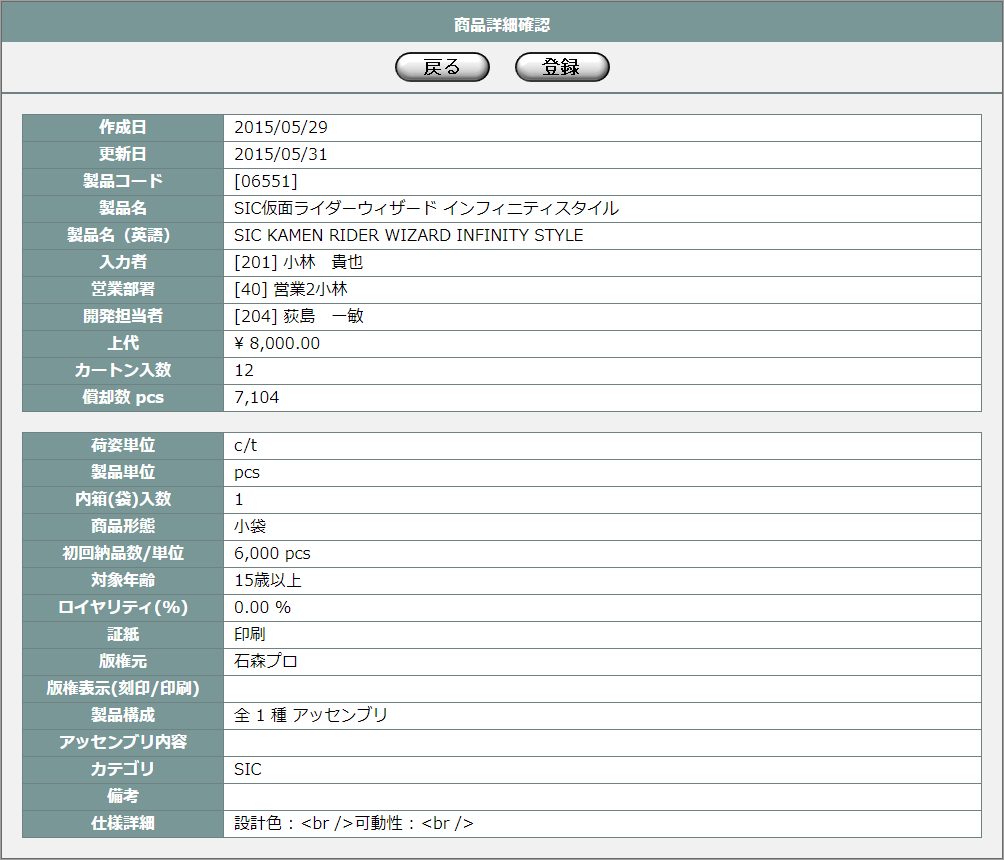 商品詳細確認
戻る 登録
作成日 2015/05/29
更新日 2015/05/31
製品コード [06551]
製品名 SIC仮面ライダーウィザード インフィニティスタイル
製品名（英語） SIC KAMEN RIDER WIZARD INFINITY STYLE
入力者 [201] 小林　貴也
営業部署 [40] 営業2小林
開発担当者 [204] 荻島　一敏
上代 ¥ 8,000.00
カートン入数 12
償却数 pcs 7,104
荷姿単位 c/t
製品単位 pcs
内箱(袋)入数 1
商品形態 小袋
初回納品数/単位 6,000 pcs
対象年齢 15歳以上
ロイヤリティ(%) 0.00 %
証紙 印刷
版権元 石森プロ
版権表示(刻印/印刷)
製品構成 全 1 種 アッセンブリ
アッセンブリ内容
カテゴリ SIC
備考
仕様詳細 設計色：<br />可動性：<br />